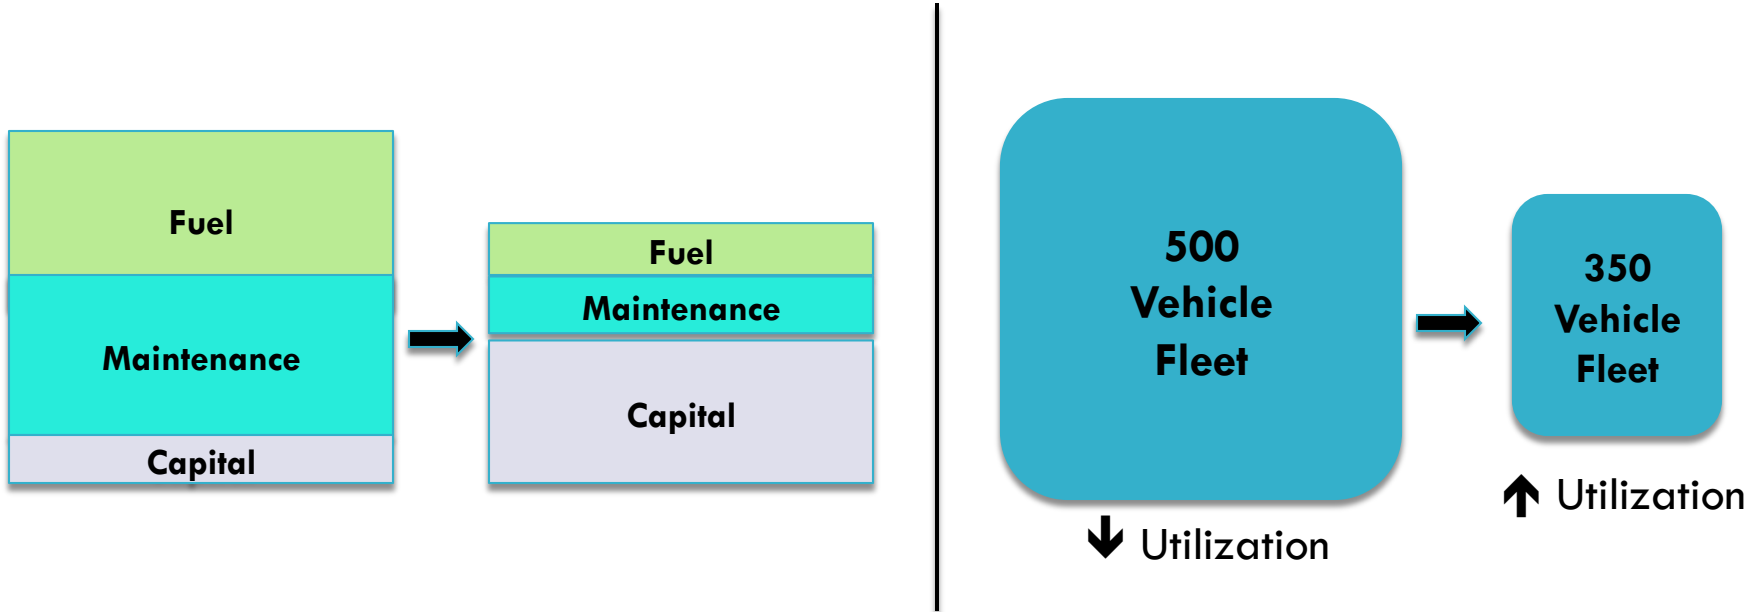 Fuel
Maintenance
Capital
Fuel
Maintenance
Capital
500
Vehicle
Fleet
Utilization
350
Vehicle
Fleet
Utilization